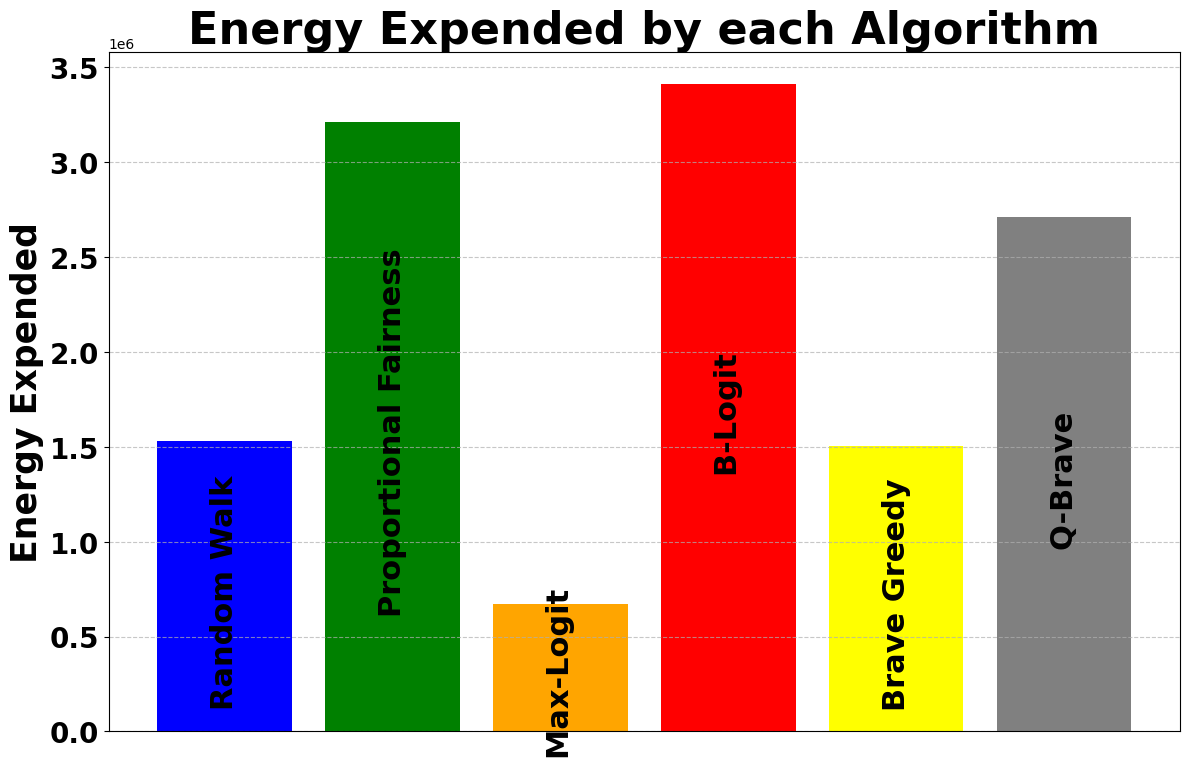 Energy Expended by each Algorithm
1e6
3.5
3.0
2.5
2.0
1.5
1.0
0.5
0.0
Energy Expended
Random Walk
Proportional Fairness
Max-Logit
B-Logit
Brave Greedy
Q-Brave